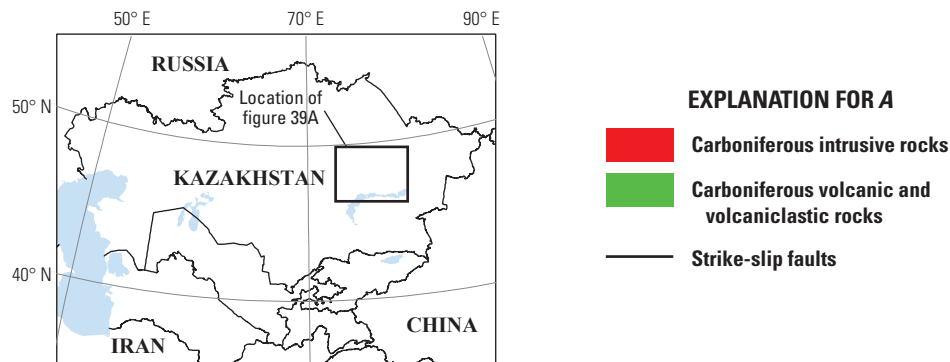 50° E
70° E
90° E
RUSSIA
50° N
Location of
figure 39A
KAZAKHSTAN
40° N
CHINA
IRAN
EXPLANATION FOR A
Carboniferous intrusive rocks
Carboniferous volcanic and
volcaniclastic rocks
Strike-slip faults